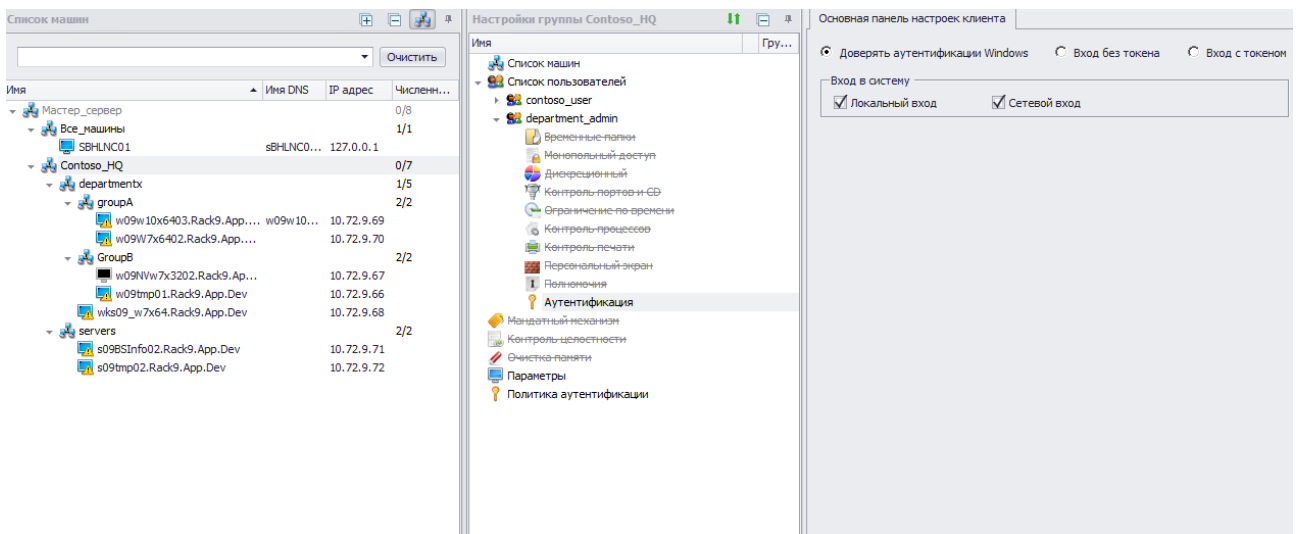 Список машин
Очистить
Имя Имя DNS IP адрес Численн...
Мастер_сервер 0/8
Все_машины 1/1
SBHLNC01 sBHLNC0... 127.0.0.1
Contoso_HQ 0/7
departmentx 1/5
groupA 2/2
w09w10x6403.Rack9.App.... w09w10... 10.72.9.69
w09W7x6402.Rack9.App.... 10.72.9.70
GroupB 2/2
w09NVw7x3202.Rack9.Ap... 10.72.9.67
w09tmp01.Rack9.App.Dev 10.72.9.66
wks09_w7x64.Rack9.App.Dev 10.72.9.68
servers 2/2
s09BSInfo02.Rack9.App.Dev 10.72.9.71
s09tmp02.Rack9.App.Dev 10.72.9.72
Настройки группы Contoso_HQ
Имя Гру...
Список машин
Список пользователей
contoso_user
department_admin
Временные папки
Монопольный доступ
Дискреционный
Контроль портов и CD
Ограничение по времени
Контроль процессов
Контроль печати
Персональный экран
Полномочия
Аутентификация
Мандатный механизм
Контроль целостности
Очистка памяти
Параметры
Политика аутентификации
Основная панель настроек клиента
Доверять аутентификации Windows Вход без токена Вход с токеном
Вход в систему
Локальный вход Сетевой вход